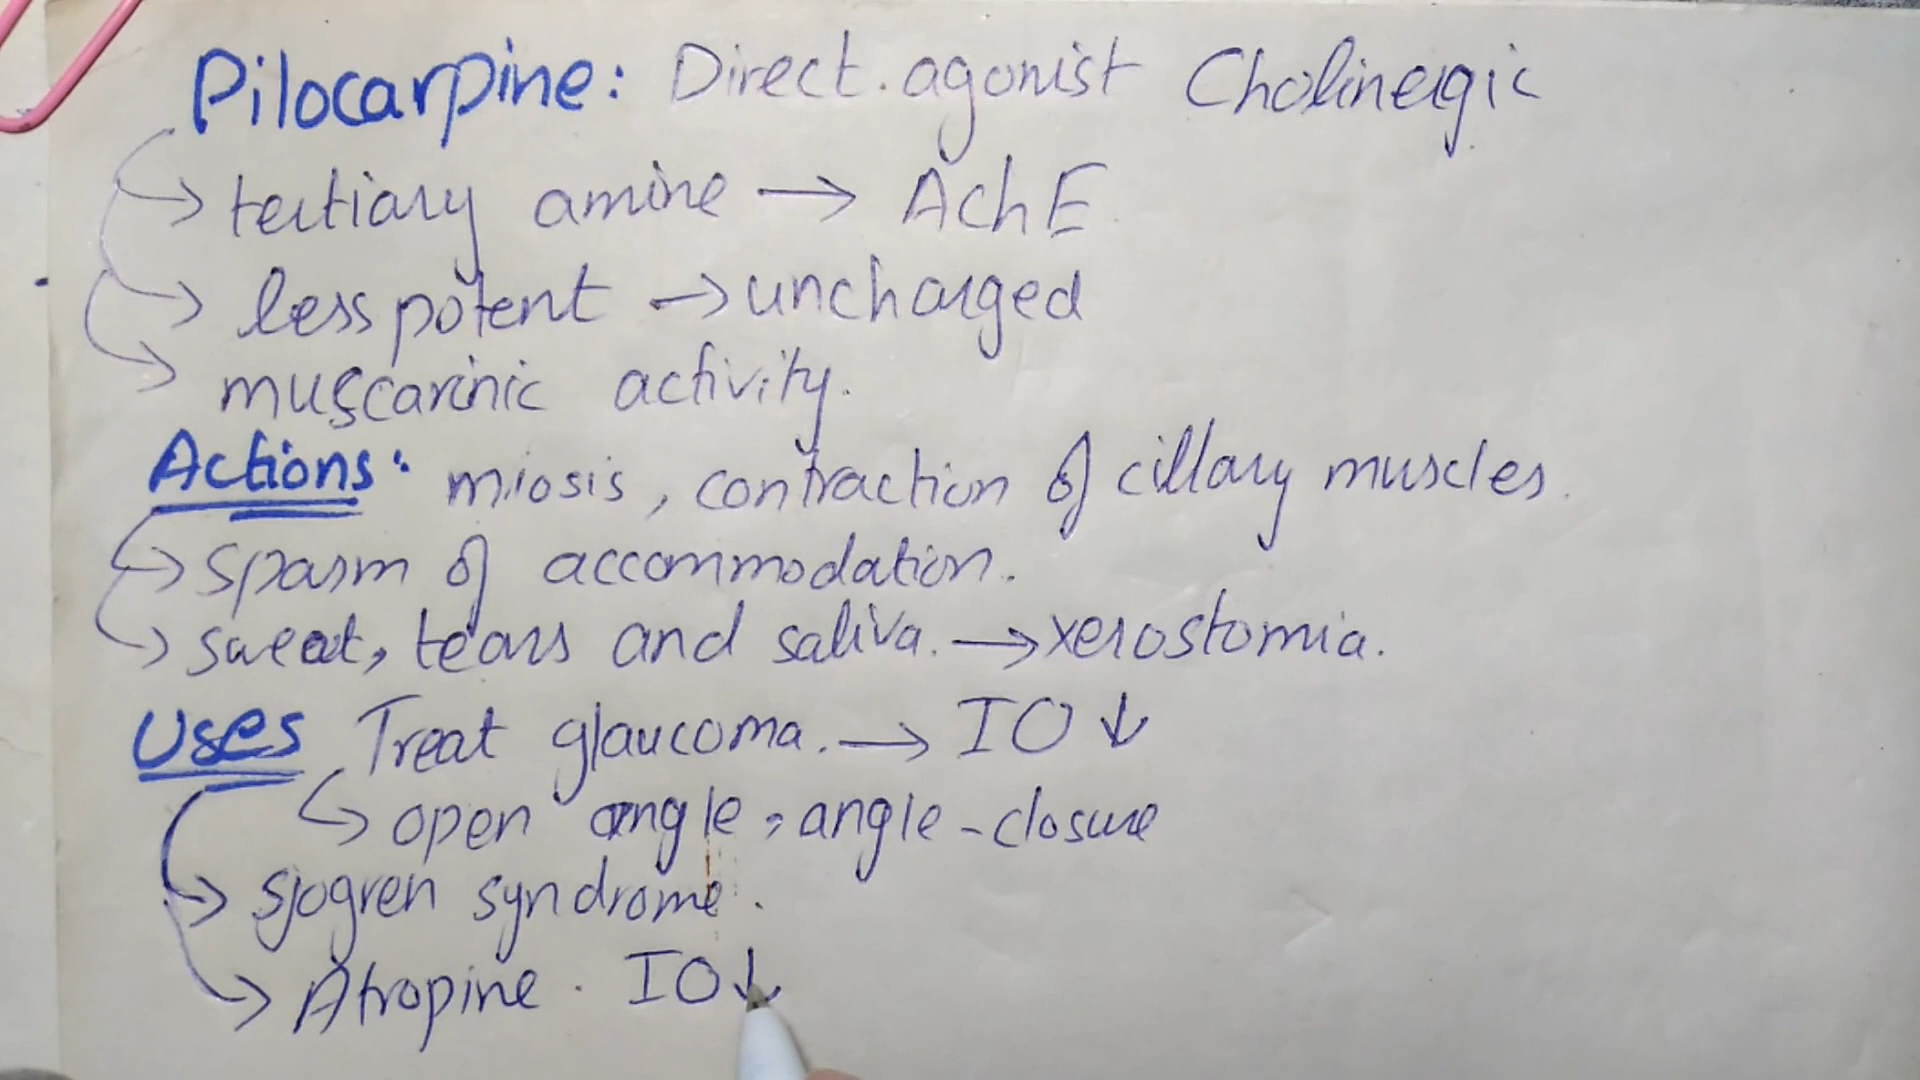 Pilocarpine: Direct. agonist Cholinergic
→ tertiary amine → AchE
→ less potent → uncharged
→ muscarinic activity.
Actions: miosis, contraction of cillary muscles.
→ spasm of accommodation.
→ sweat, tears and saliva. → xerostomia.
Uses Treat glaucoma. → IO ↓
↳ open angle, angle-closure
→ sjogren syndrome.
→ Atropine. IO↓